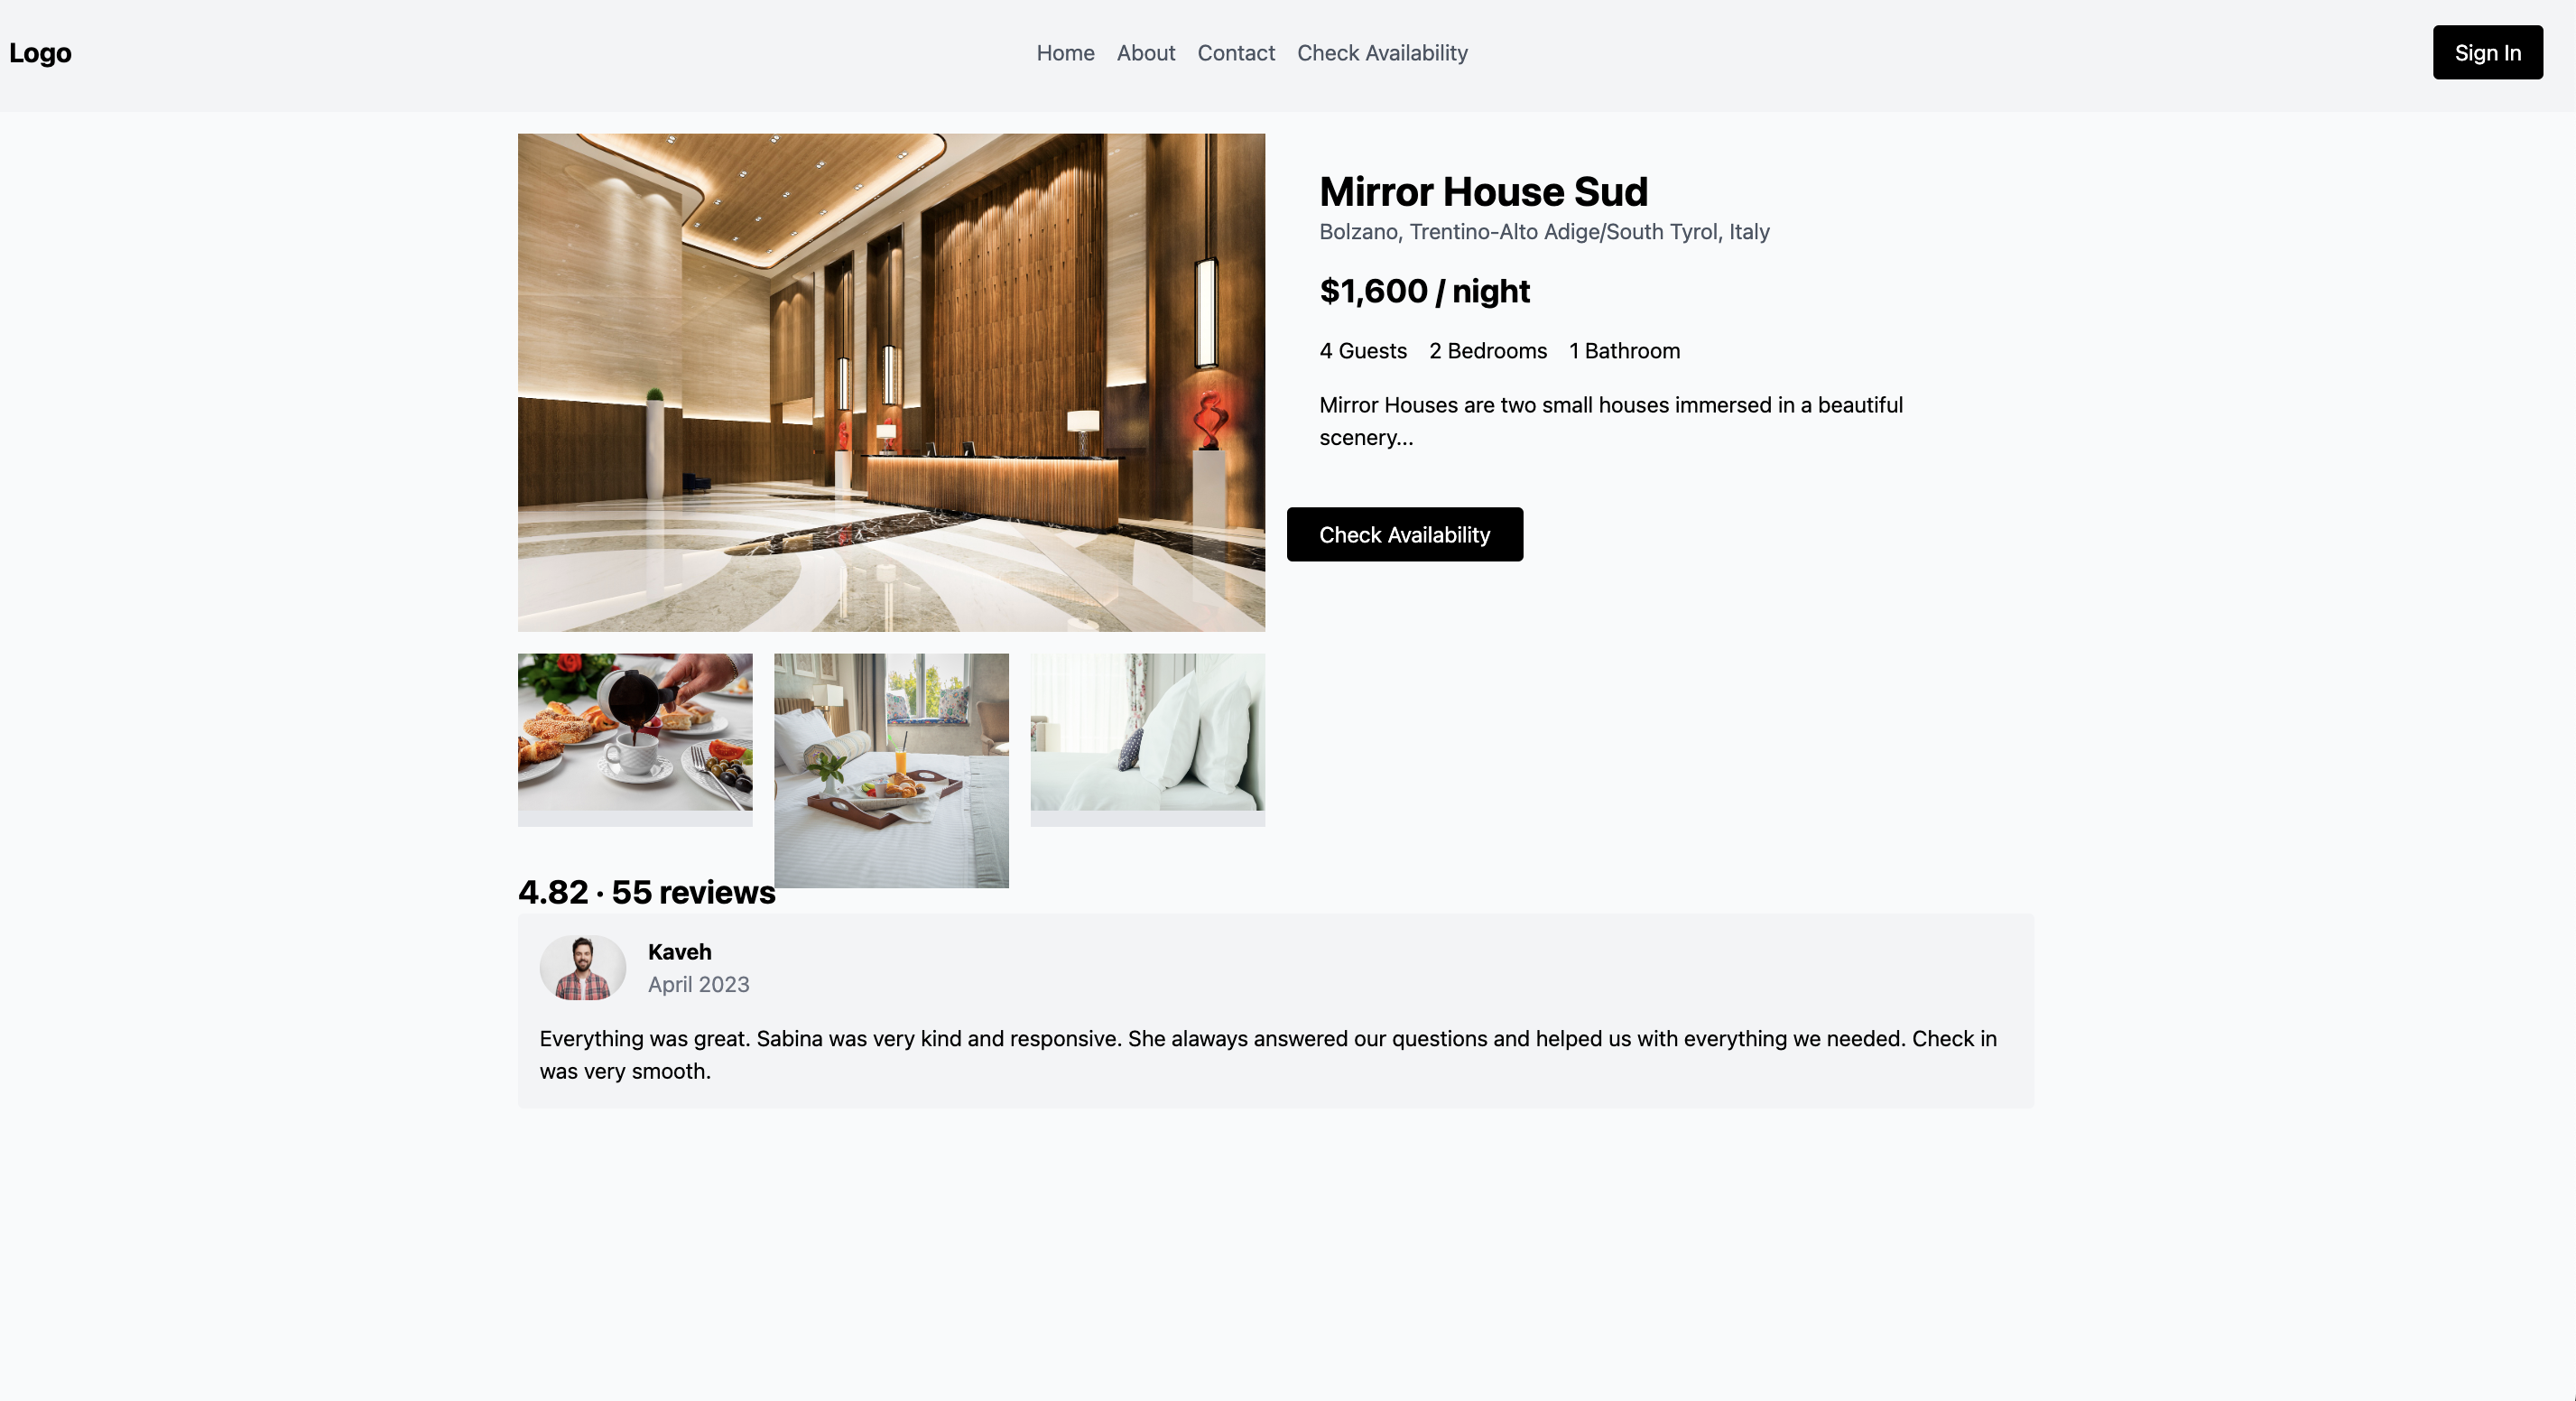 Logo
Home About Contact Check Availability
Sign In
Mirror House Sud
Bolzano, Trentino-Alto Adige/South Tyrol, Italy
$1,600 / night
4 Guests 2 Bedrooms 1 Bathroom
Mirror Houses are two small houses immersed in a beautiful
scenery...
Check Availability
4.82 · 55 reviews
Kaveh
April 2023
Everything was great. Sabina was very kind and responsive. She alaways answered our questions and helped us with everything we needed. Check in
was very smooth.